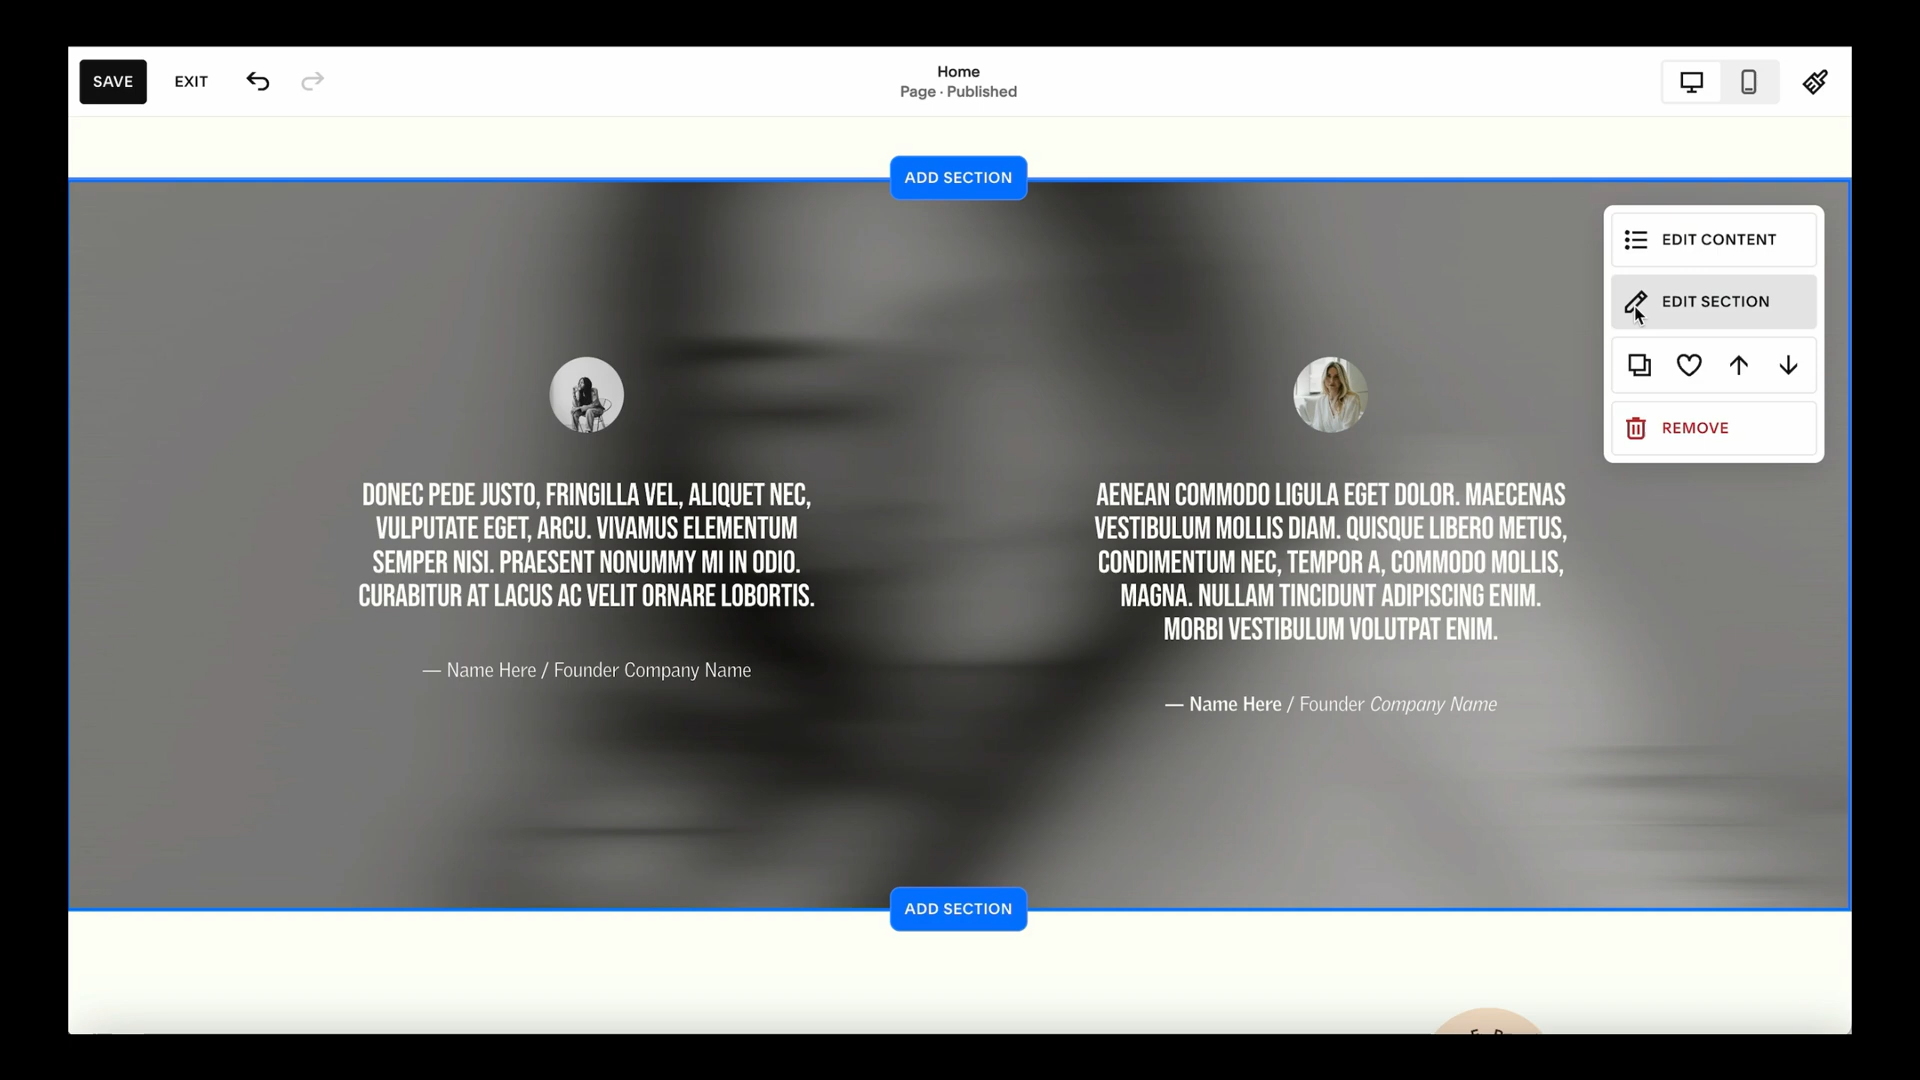 SAVE
EXIT
Home
Page · Published
ADD SECTION
EDIT CONTENT
EDIT SECTION
REMOVE
DONEC PEDE JUSTO, FRINGILLA VEL, ALIQUET NEC,
VULPUTATE EGET, ARCU. VIVAMUS ELEMENTUM
SEMPER NISI. PRAESENT NONUMMY MI IN ODIO.
CURABITUR AT LACUS AC VELIT ORNARE LOBORTIS.
— Name Here / Founder Company Name
AENEAN COMMODO LIGULA EGET DOLOR. MAECENAS
VESTIBULUM MOLLIS DIAM. QUISQUE LIBERO METUS,
CONDIMENTUM NEC, TEMPOR A, COMMODO MOLLIS,
MAGNA. NULLAM TINCIDUNT ADIPISCING ENIM.
MORBI VESTIBULUM VOLUTPAT ENIM.
— Name Here / Founder Company Name
ADD SECTION